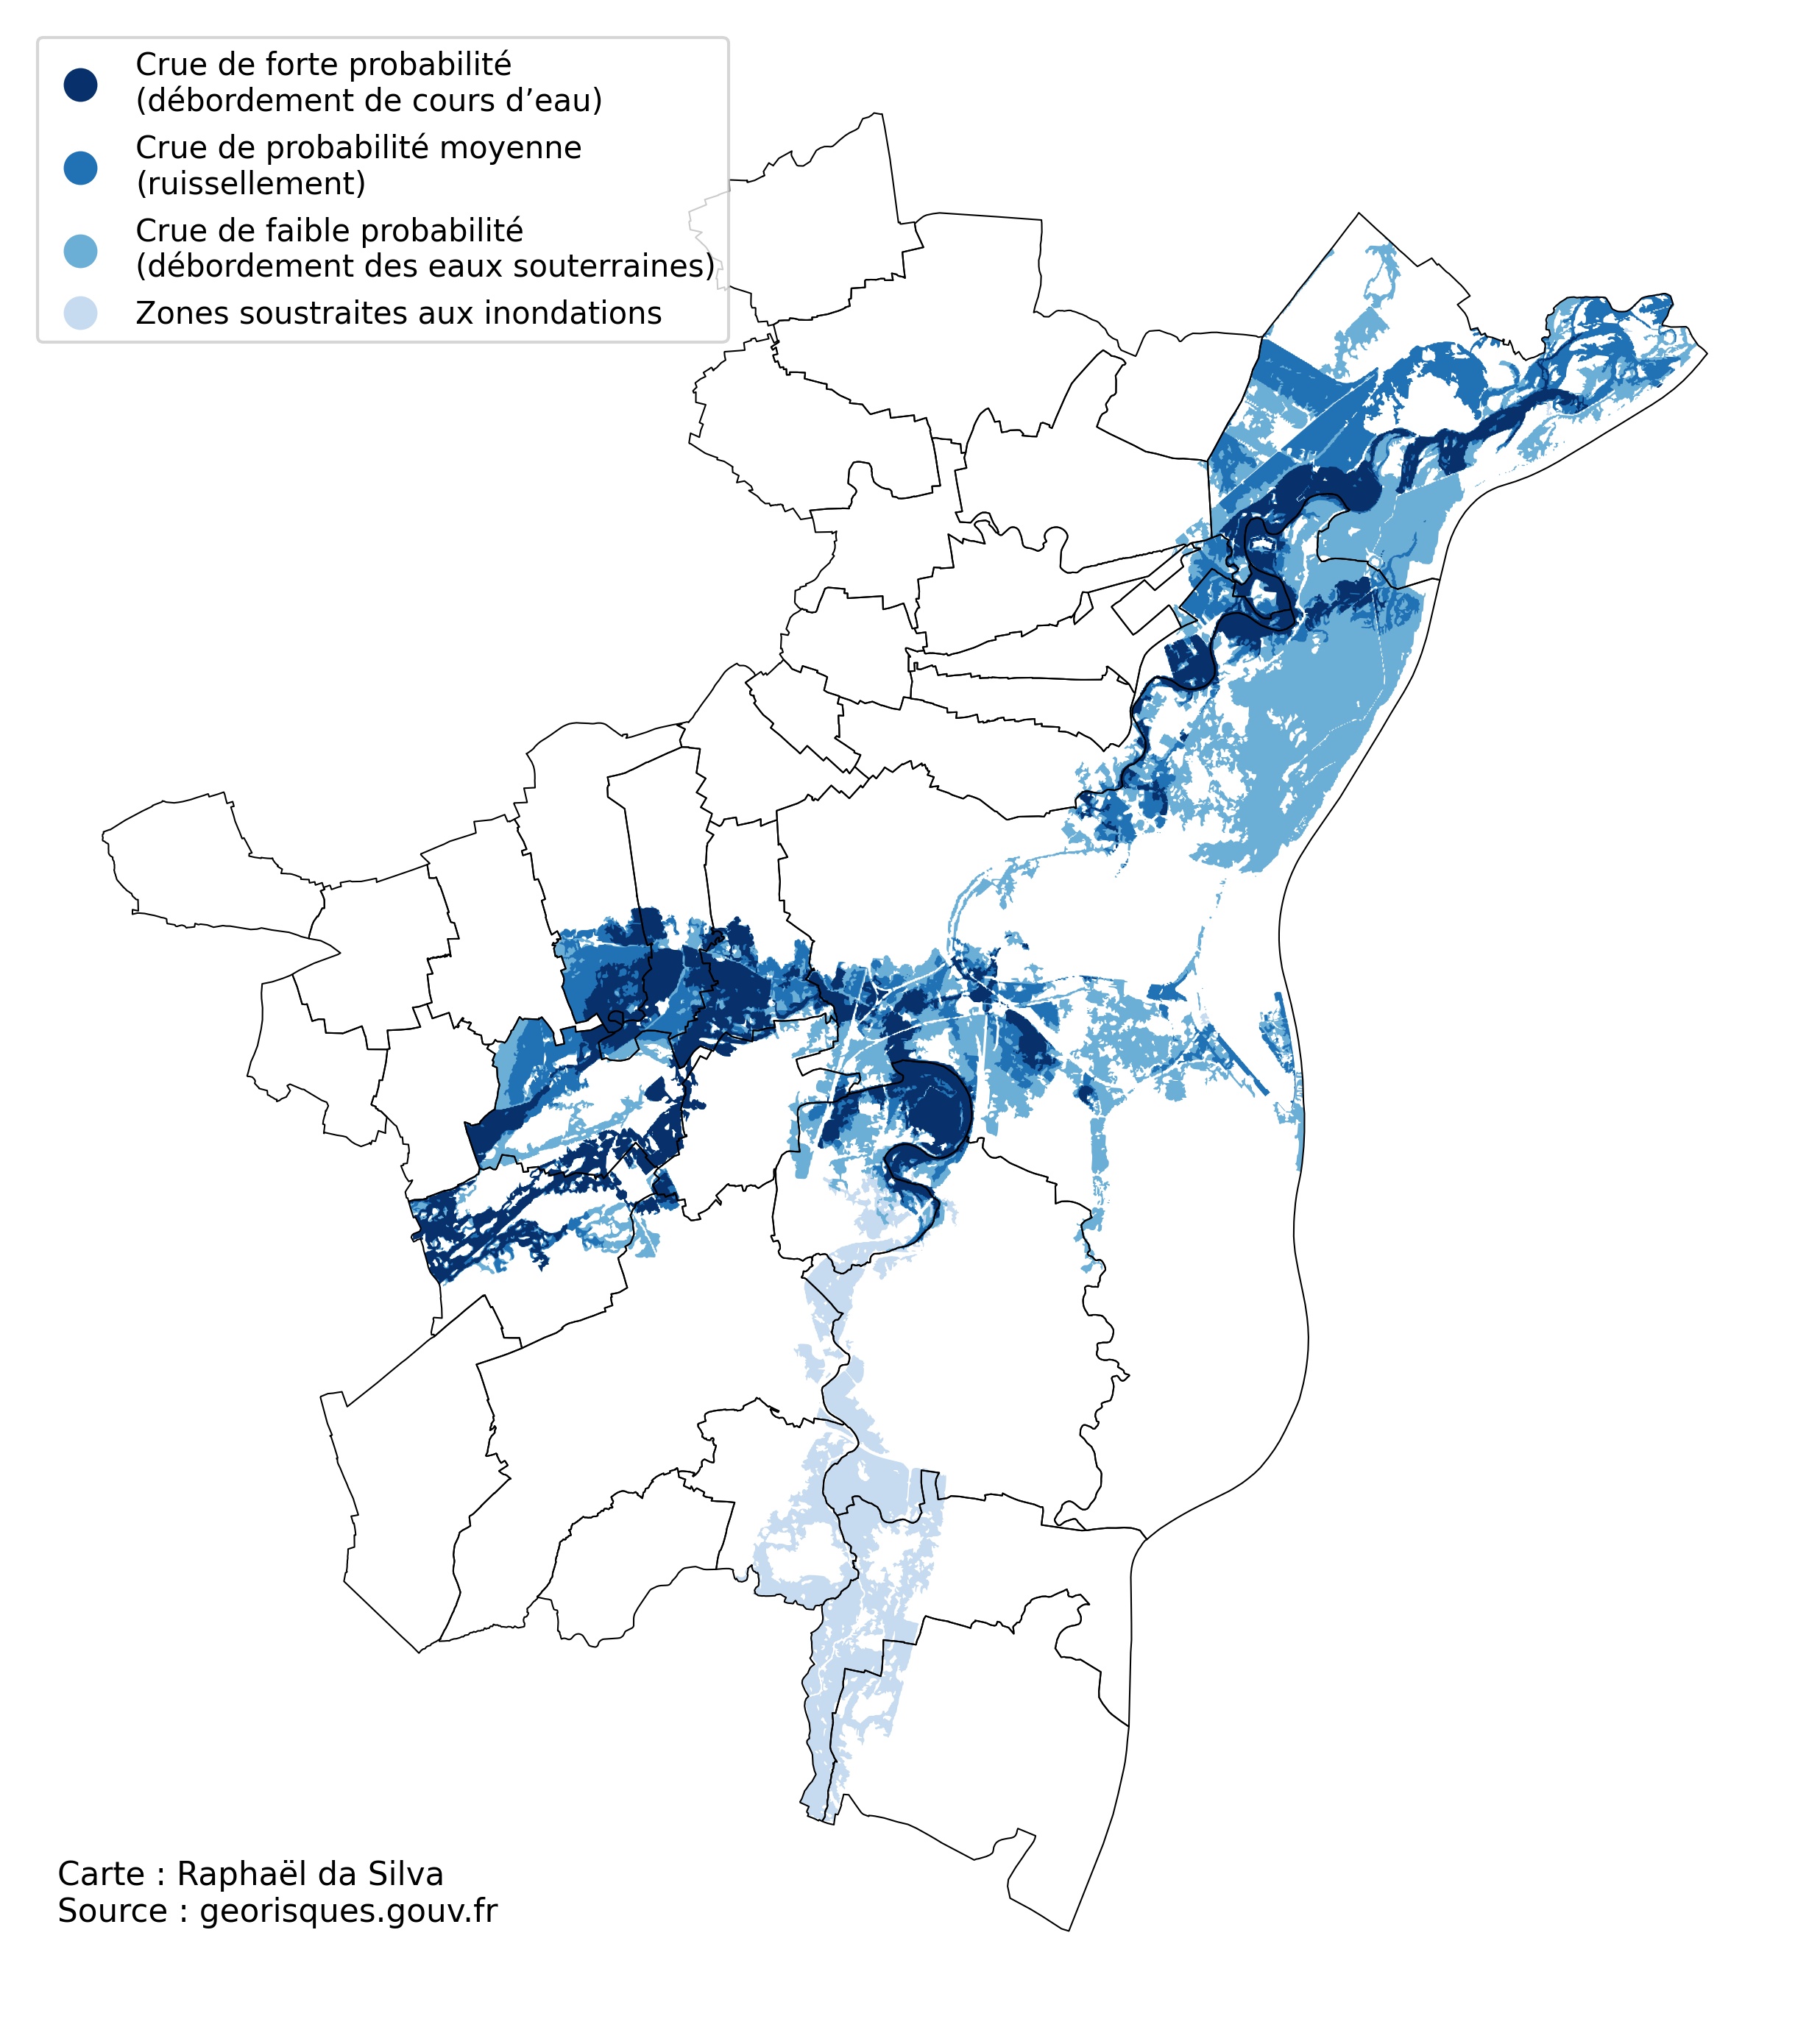 Crue de forte probabilité
(débordement de cours d’eau)
Crue de probabilité moyenne
(ruissellement)
Crue de faible probabilité
(débordement des eaux souterraines)
Zones soustraites aux inondations
Carte : Raphaël da Silva
Source : georisques.gouv.fr